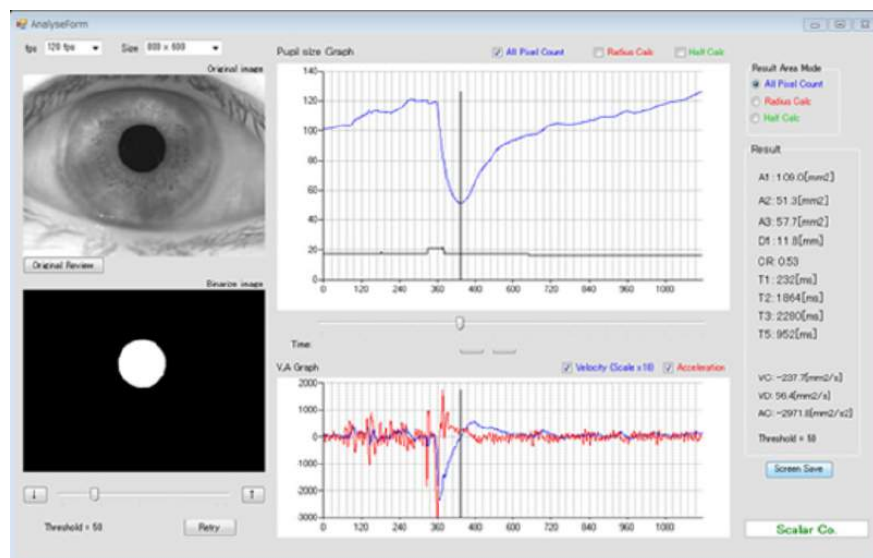 AnalyseForm
fps 120 fps Size 800 x 600
Original image
Original Review
Binarize image
Threshold = 50
Retry
Pupil size Graph All Pixel Count Radius Calc Half Calc
140
120
100
80
60
40
20
0
0 120 240 360 480 600 720 840 960 1080
Time:
V,A Graph Velocity (Scale x10) Acceleration
2000
1000
0
-1000
-2000
-3000
0 120 240 360 480 600 720 840 960 1080
Result Area Mode
All Pixel Count
Radius Calc
Half Calc
Result
A1 : 109.0[mm2]
A2: 51.3[mm2]
A3: 57.7[mm2]
D1 : 11.8[mm]
CR: 0.53
T1: 232[ms]
T2: 1864[ms]
T3: 2280[ms]
T5: 952[ms]
VC: -237.7[mm2/s]
VD: 56.4[mm2/s]
AC: -2971.8[mm2/s2]
Threshold = 50
Screen Save
Scalar Co.